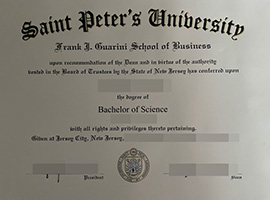 Saint Peter's University
Frank J. Guarini School of Business
upon recommendation of the Dean and in virtue of the authority
vested in the Board of Trustees by the State of New Jersey has conferred upon
the degree of
Bachelor of Science
with all rights and privileges thereto pertaining.
Given at Jersey City, New Jersey,
President
Dean